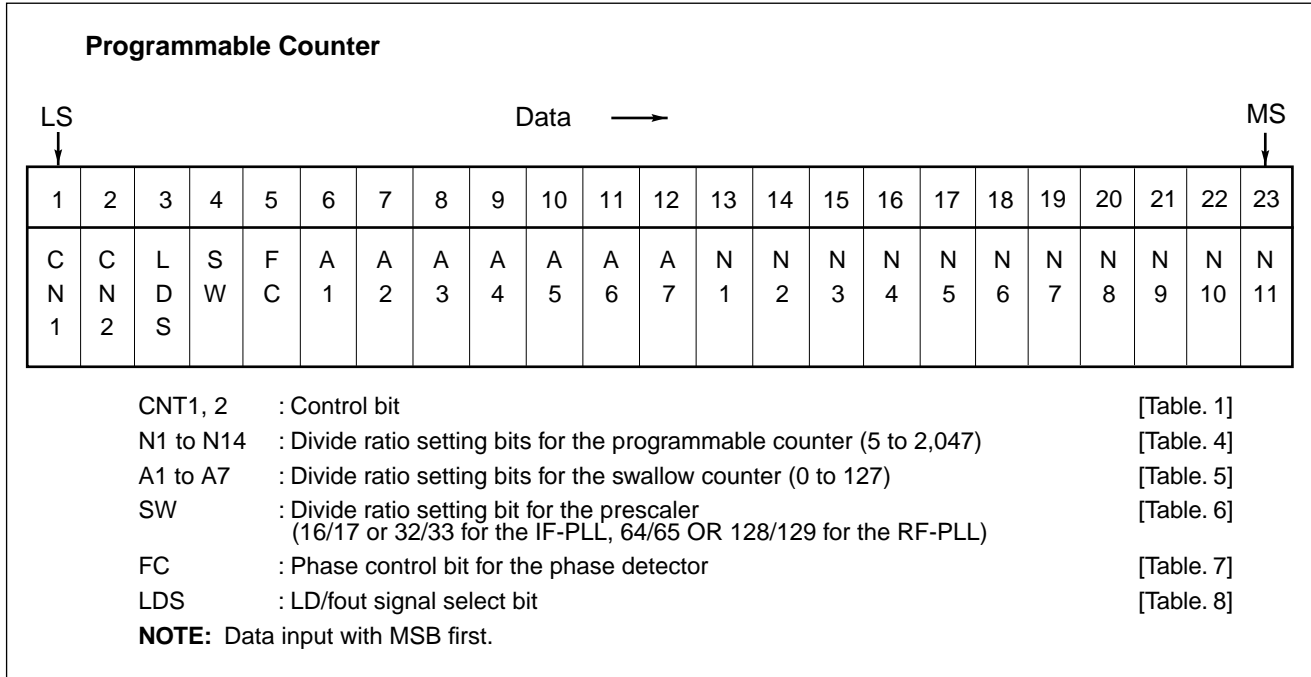 Programmable Counter
LS Data MS
1 2 3 4 5 6 7 8 9 10 11 12 13 14 15 16 17 18 19 20 21 22 23
C C L S F A A A A A A A N N N N N N N N N N N
N N D W C 1 2 3 4 5 6 7 1 2 3 4 5 6 7 8 9 10 11
1 2 S
CNT1, 2 : Control bit [Table. 1]
N1 to N14 : Divide ratio setting bits for the programmable counter (5 to 2,047) [Table. 4]
A1 to A7 : Divide ratio setting bits for the swallow counter (0 to 127) [Table. 5]
SW : Divide ratio setting bit for the prescaler [Table. 6]
(16/17 or 32/33 for the IF-PLL, 64/65 OR 128/129 for the RF-PLL)
FC : Phase control bit for the phase detector [Table. 7]
LDS : LD/fout signal select bit [Table. 8]
NOTE: Data input with MSB first.